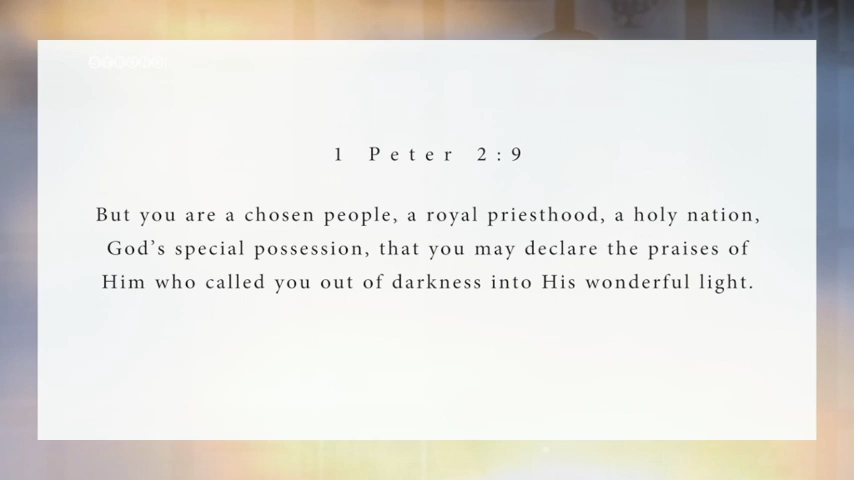 1 Peter 2:9
But you are a chosen people, a royal priesthood, a holy nation,
God’s special possession, that you may declare the praises of
Him who called you out of darkness into His wonderful light.